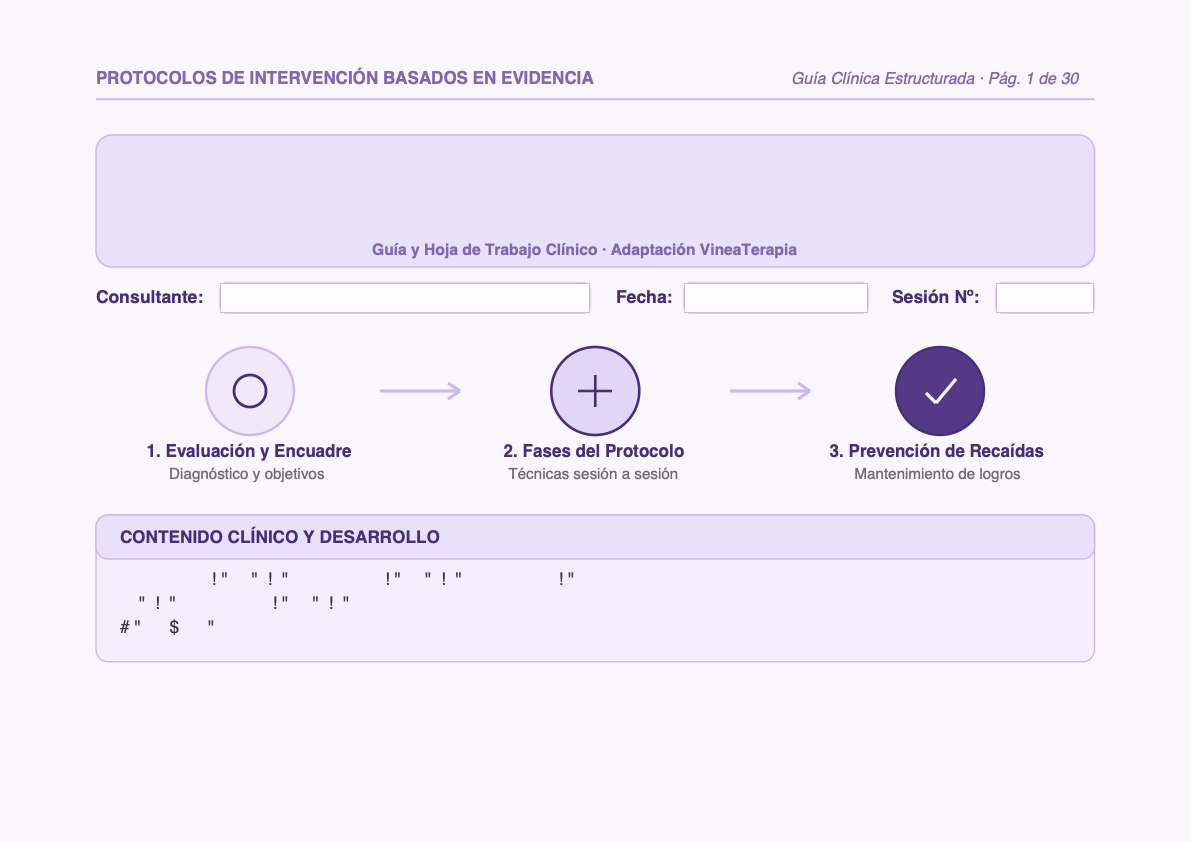 PROTOCOLOS DE INTERVENCIÓN BASADOS EN EVIDENCIA
Guía Clínica Estructurada · Pág. 1 de 30
Guía y Hoja de Trabajo Clínico · Adaptación VineaTerapia
Consultante:
Fecha:
Sesión Nº:
1. Evaluación y Encuadre
Diagnóstico y objetivos
2. Fases del Protocolo
Técnicas sesión a sesión
3. Prevención de Recaídas
Mantenimiento de logros
CONTENIDO CLÍNICO Y DESARROLLO
!" "!" !" "!" !"
"!" !" "!"
#" $ "